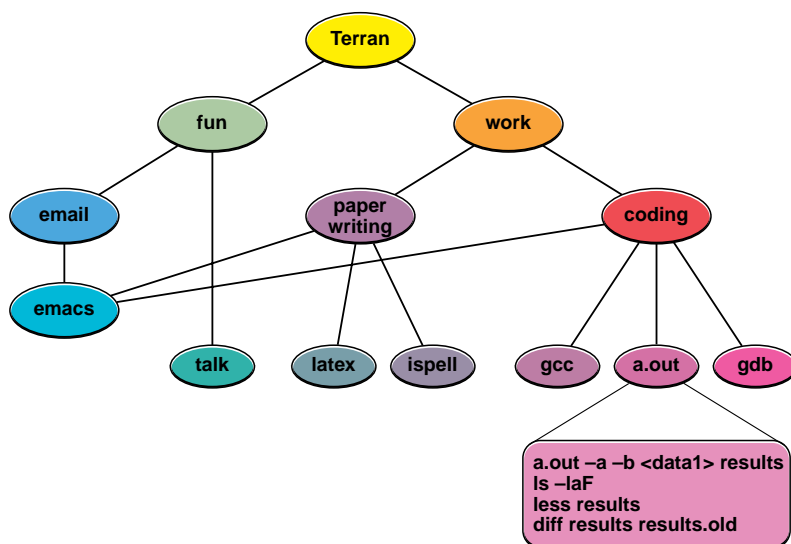 Terran
fun
work
email
paper
writing
coding
emacs
talk
latex
ispell
gcc
a.out
gdb
a.out –a –b <data1> results
ls –laF
less results
diff results results.old